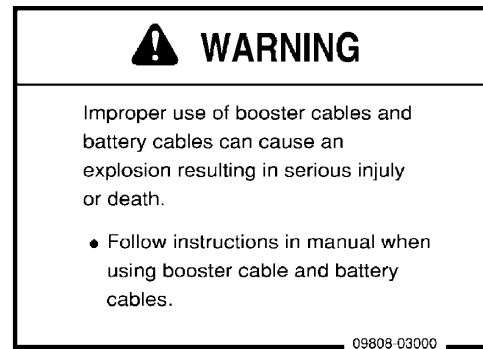 WARNING
Improper use of booster cables and
battery cables can cause an
explosion resulting in serious injuly
or death.
• Follow instructions in manual when
using booster cable and battery
cables.
09808-03000